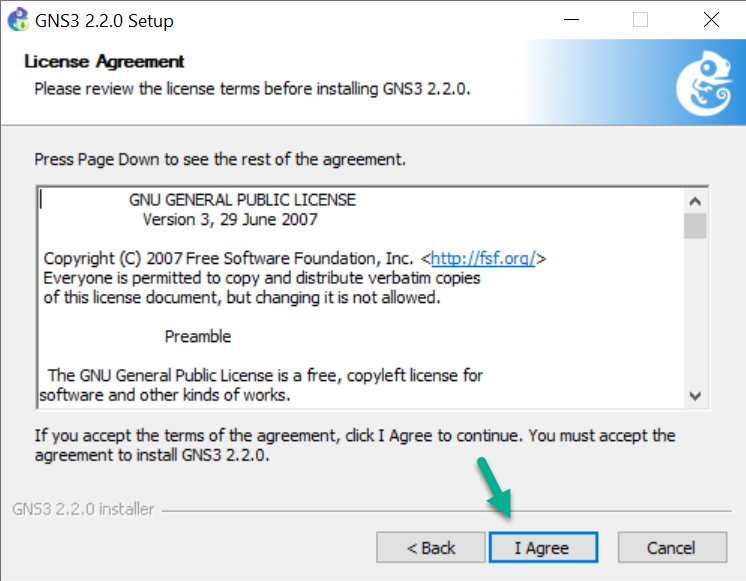 GNS3 2.2.0 Setup
License Agreement
Please review the license terms before installing GNS3 2.2.0.
Press Page Down to see the rest of the agreement.
GNU GENERAL PUBLIC LICENSE
Version 3, 29 June 2007
Copyright (C) 2007 Free Software Foundation, Inc. <http://fsf.org/>
Everyone is permitted to copy and distribute verbatim copies
of this license document, but changing it is not allowed.
Preamble
The GNU General Public License is a free, copyleft license for
software and other kinds of works.
If you accept the terms of the agreement, click I Agree to continue. You must accept the
agreement to install GNS3 2.2.0.
GNS3 2.2.0 installer
< Back
I Agree
Cancel